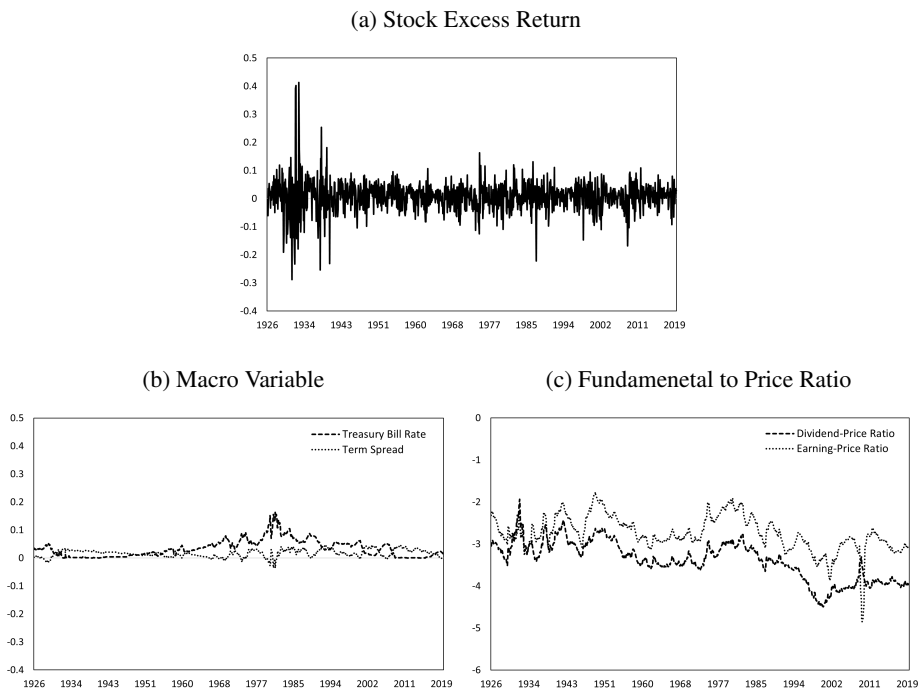 (a) Stock Excess Return
0.5
0.4
0.3
0.2
0.1
0
-0.1
-0.2
-0.3
-0.4
1926 1934 1943 1951 1960 1968 1977 1985 1994 2002 2011 2019
(b) Macro Variable
0.5
0.4
0.3
0.2
0.1
0
-0.1
-0.2
-0.3
-0.4
Treasury Bill Rate
Term Spread
1926 1934 1943 1951 1960 1968 1977 1985 1994 2002 2011 2019
(c) Fundamenetal to Price Ratio
0
-1
-2
-3
-4
-5
-6
Dividend-Price Ratio
Earning-Price Ratio
1926 1934 1943 1951 1960 1968 1977 1985 1994 2002 2011 2019